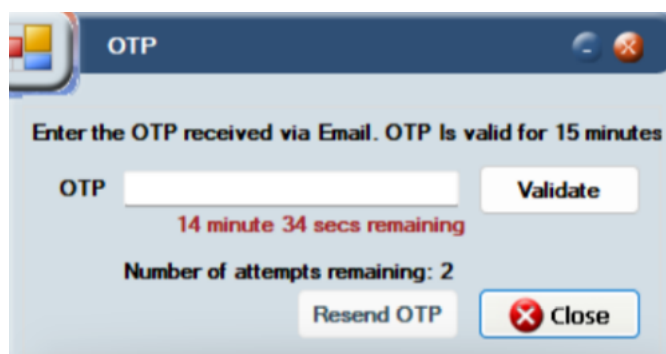 OTP
Enter the OTP received via Email. OTP Is valid for 15 minutes
OTP
Validate
14 minute 34 secs remaining
Number of attempts remaining: 2
Resend OTP
Close